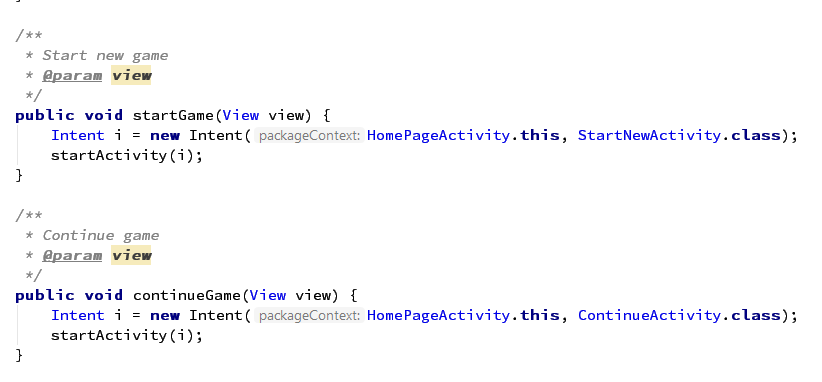 /**
 * Start new game
 * @param view
 */
public void startGame(View view) {
    Intent i = new Intent( packageContext: HomePageActivity.this, StartNewActivity.class);
    startActivity(i);
}
/**
 * Continue game
 * @param view
 */
public void continueGame(View view) {
    Intent i = new Intent( packageContext: HomePageActivity.this, ContinueActivity.class);
    startActivity(i);
}